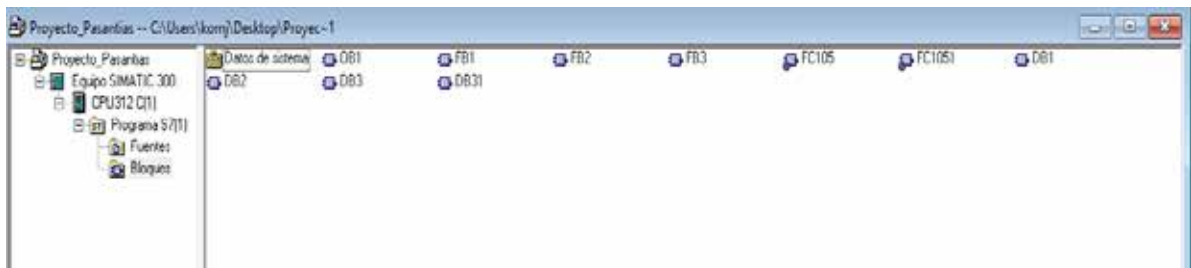 Proyecto_Pasantias -- C:\Users\kornj\Desktop\Proyec~1
Proyecto_Pasantias
Equipo SIMATIC 300
CPU312 C(1)
Programa S7(1)
Fuentes
Bloques
Datos de sistema OB1 FB1 FB2 FB3 FC105 FC1051 DB1
DB2 DB3 DB31